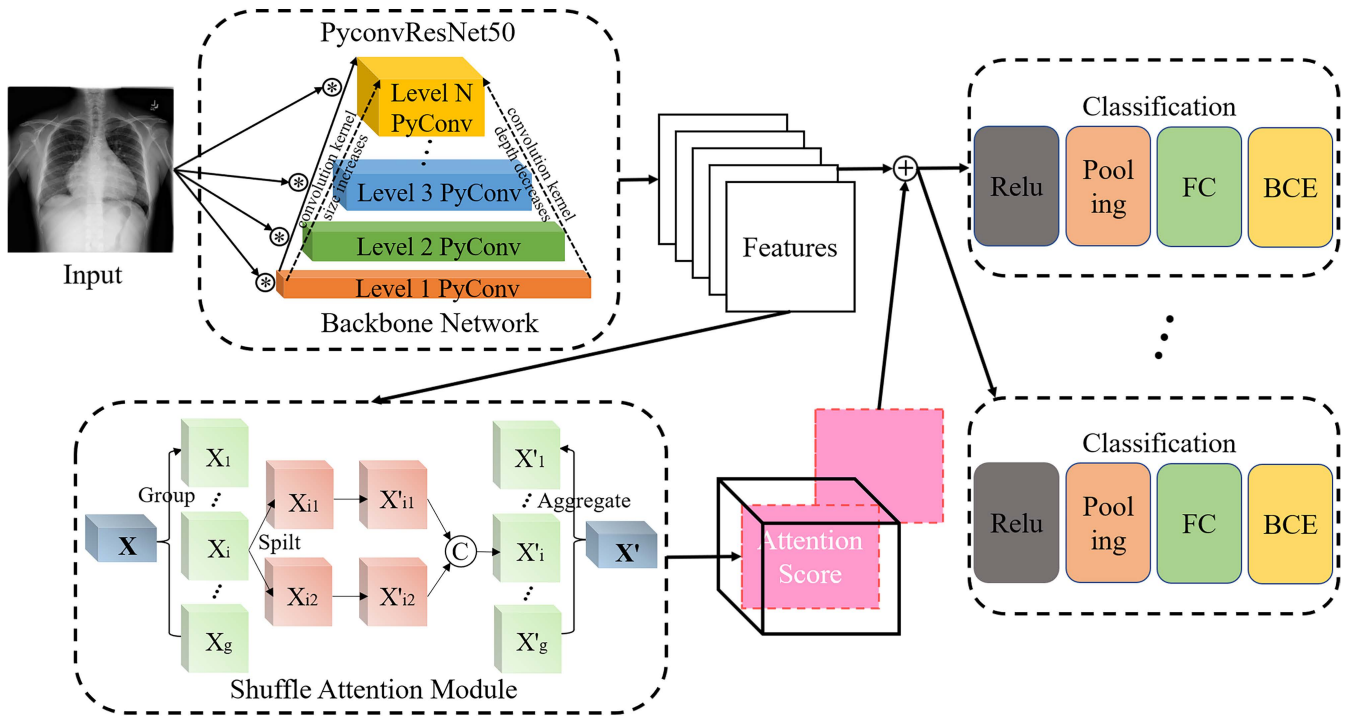 PyconvResNet50
Level N
PyConv
Level 3 PyConv
Level 2 PyConv
Level 1 PyConv
convolution kernel
size increases
convolution kernel
depth decreases
Backbone Network
Input
Features
Classification
Relu
Pool
ing
FC
BCE
Classification
Relu
Pool
ing
FC
BCE
X
Group
X1
Xi
Xg
Spilt
Xi1
Xi2
X'i1
X'i2
C
X'1
X'i
X'g
Aggregate
X'
Shuffle Attention Module
Attention
Score